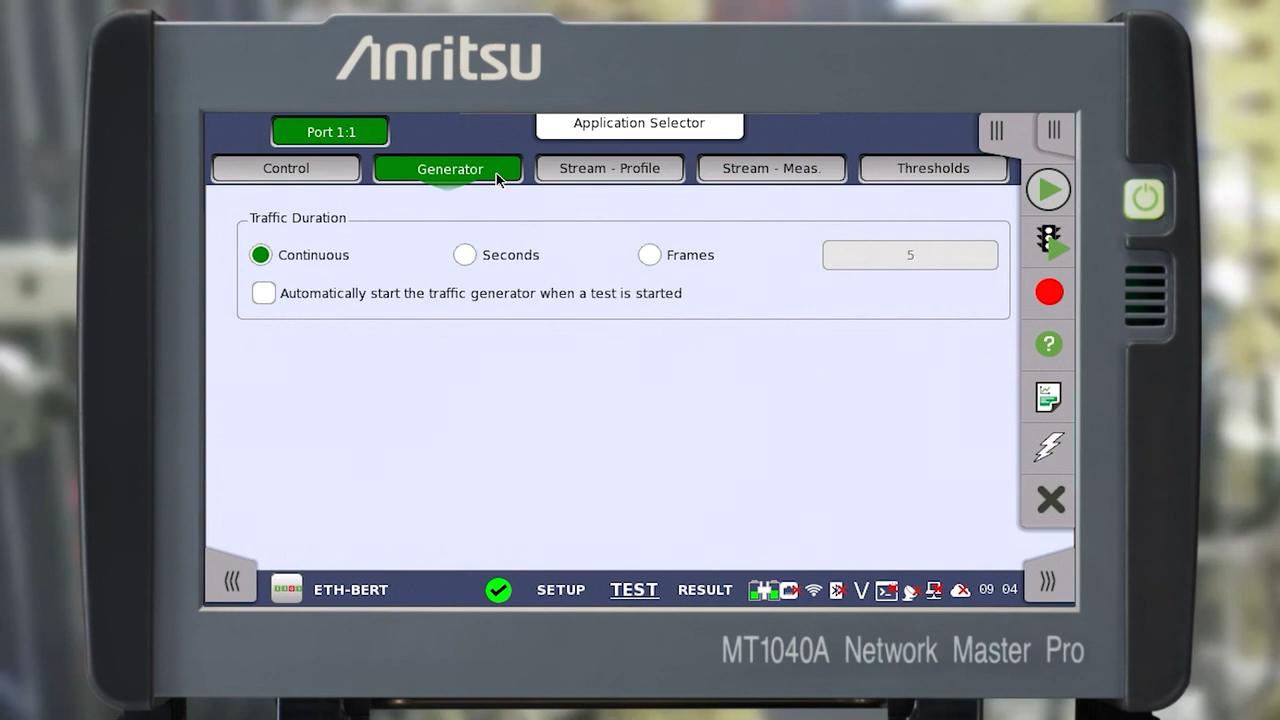 Anritsu
Port 1:1
Application Selector
Control
Generator
Stream - Profile
Stream - Meas.
Thresholds
Traffic Duration
Continuous
Seconds
Frames
5
Automatically start the traffic generator when a test is started
?
ETH-BERT
SETUP
TEST
RESULT
V
09 04
MT1040A Network Master Pro